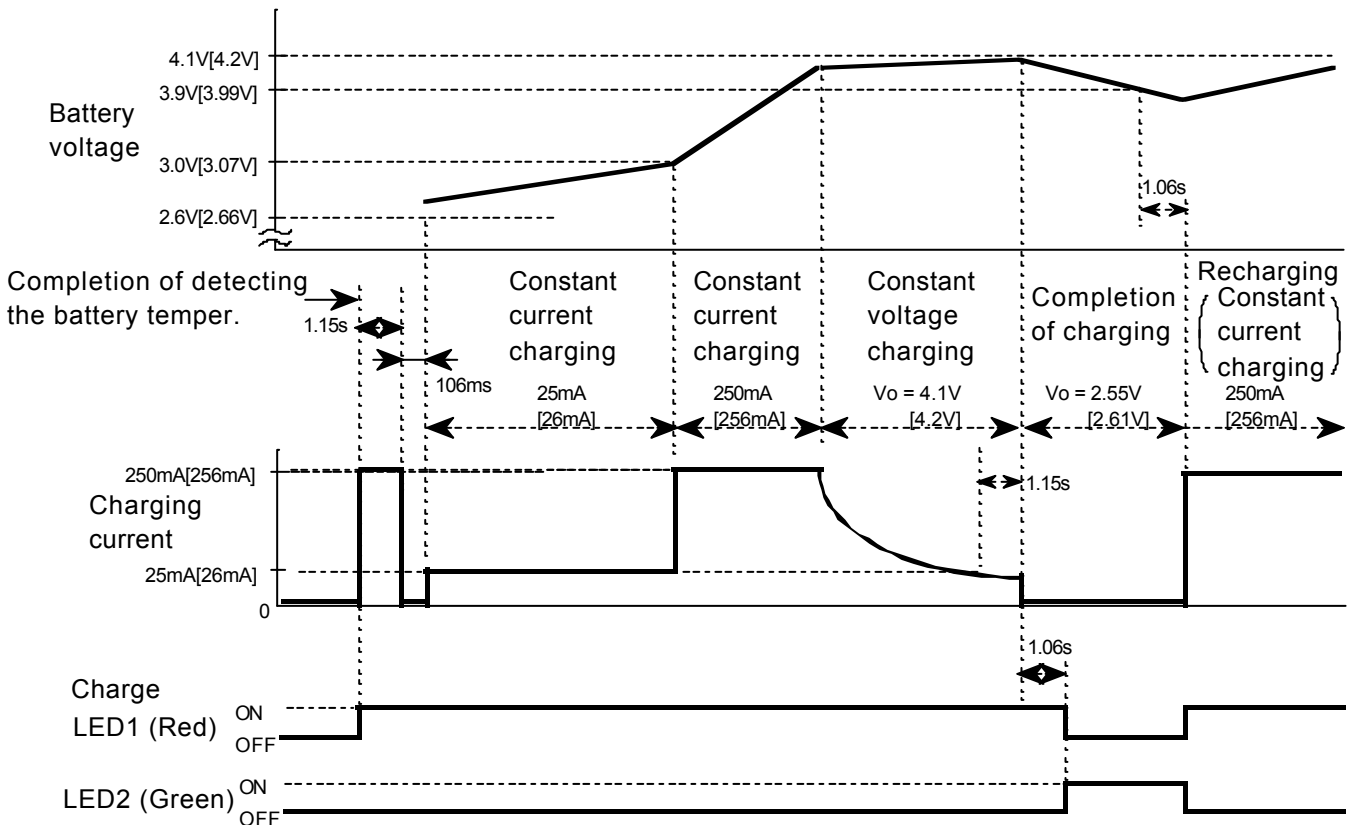 4.1V[4.2V]
3.9V[3.99V]
Battery
voltage
3.0V[3.07V]
1.06s
2.6V[2.66V]
Completion of detecting
the battery temper.
1.15s
106ms
Constant
current
charging
25mA
[26mA]
Constant
current
charging
250mA
[256mA]
Constant
voltage
charging
Vo = 4.1V
[4.2V]
Completion
of charging
Vo = 2.55V
[2.61V]
Recharging
( Constant
current
charging )
250mA
[256mA]
250mA[256mA]
1.15s
Charging
current
25mA[26mA]
0
1.06s
Charge
LED1 (Red)
ON
OFF
LED2 (Green)
ON
OFF